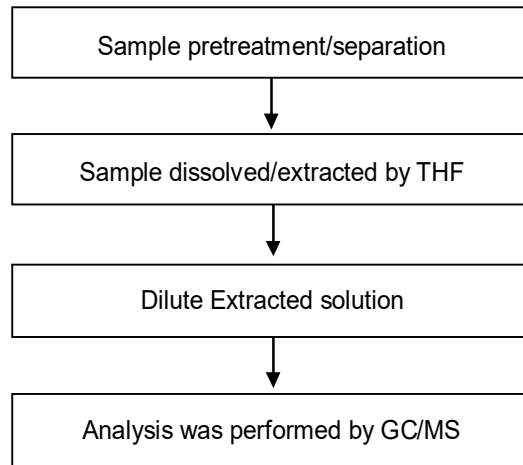 Sample pretreatment/separation
Sample dissolved/extracted by THF
Dilute Extracted solution
Analysis was performed by GC/MS